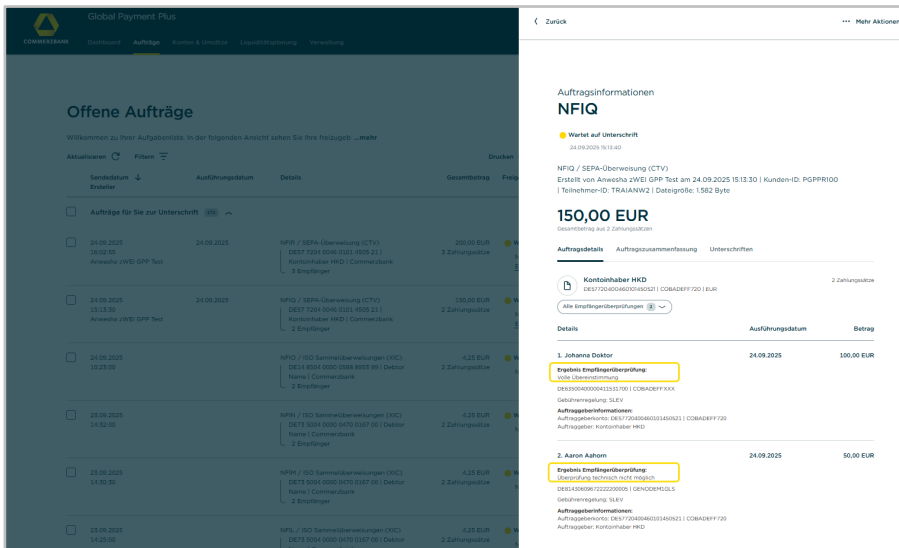 Global Payment Plus
COMMERZBANK
Dashboard Aufträge Konten & Umsätze Liquiditätsplanung Verwaltung
Offene Aufträge
Willkommen zu Ihrer Aufgabenliste. In der folgenden Ansicht sehen Sie Ihre freizugeb ...mehr
Aktualisieren Filtern Drucken
Sendedatum Ausführungsdatum Details Gesamtbetrag
Ersteller
Aufträge für Sie zur Unterschrift
24.09.2025 24.09.2025 NFIR / SEPA-Überweisung (CTV) 200,00 EUR
Kontoinhaber HKD | Commerzbank
Anwesha zWEI GPP Test
3 Empfänger
24.09.2025 24.09.2025 NFIQ / SEPA-Überweisung (CTV) 150,00 EUR
15:13:30 2 Zahlungssätze
Anwesha zWEI GPP Test Kontoinhaber HKD | Commerzbank
2 Empfänger
24.09.2025 NFIO / ISO Sammelüberweisungen (XIC) 4,25 EUR
10:23:00 2 Zahlungssätze
Name | Commerzbank
2 Empfänger
23.09.2025 NFIN / ISO Sammelüberweisungen (XIC) 4,25 EUR
14:32:00 2 Zahlungssätze
Name | Commerzbank
2 Empfänger
23.09.2025 NFIM / ISO Sammelüberweisungen (XIC) 4,25 EUR
14:30:30 2 Zahlungssätze
Name | Commerzbank
2 Empfänger
23.09.2025 NFIL / ISO Sammelüberweisungen (XIC) 4,25 EUR
2 Zahlungssätze
Zurück
Mehr Aktionen
Auftragsinformationen
NFIQ
Wartet auf Unterschrift
24.09.2025 15:13:40
NFIQ / SEPA-Überweisung (CTV)
Erstellt von Anwesha zWEI GPP Test am 24.09.2025 15:13:30 | Kunden-ID: PGPPR100
| Teilnehmer-ID: TRAIANW2 | Dateigröße: 1.582 Byte
150,00 EUR
Gesamtbetrag aus 2 Zahlungssätzen
Auftragsdetails Auftragszusammenfassung Unterschriften
Kontoinhaber HKD 2 Zahlungssätze
DE57720400460101450521 | COBADEFF720 | EUR
Alle Empfängerüberprüfungen 2
Details Ausführungsdatum Betrag
1. Johanna Doktor 24.09.2025 100,00 EUR
Ergebnis Empfängerüberprüfung:
Volle Übereinstimmung
DE63500400000411531700 | COBADEFFXXX
Gebührenregelung: SLEV
Auftraggeberinformationen:
Auftraggeberkonto: DE57720400460101450521 | COBADEFF720
Auftraggeber: Kontoinhaber HKD
2. Aaron Aahorn 24.09.2025 50,00 EUR
Ergebnis Empfängerüberprüfung:
Überprüfung technisch nicht möglich
DE81430609672222200005 | GENODEM1GLS
Gebührenregelung: SLEV
Auftraggeberinformationen:
Auftraggeberkonto: DE57720400460101450521 | COBADEFF720
Auftraggeber: Kontoinhaber HKD